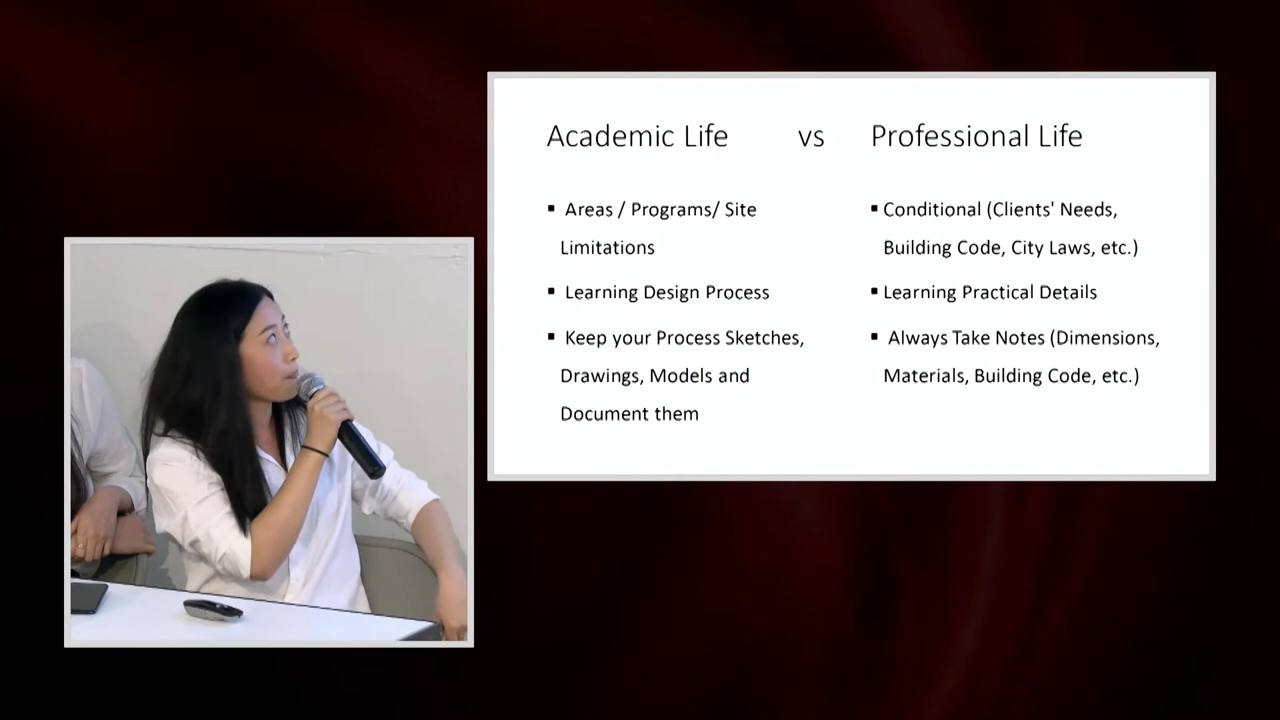 Academic Life vs Professional Life
▪ Areas / Programs/ Site
Limitations
▪ Learning Design Process
▪ Keep your Process Sketches,
Drawings, Models and
Document them
▪ Conditional (Clients' Needs,
Building Code, City Laws, etc.)
▪ Learning Practical Details
▪ Always Take Notes (Dimensions,
Materials, Building Code, etc.)